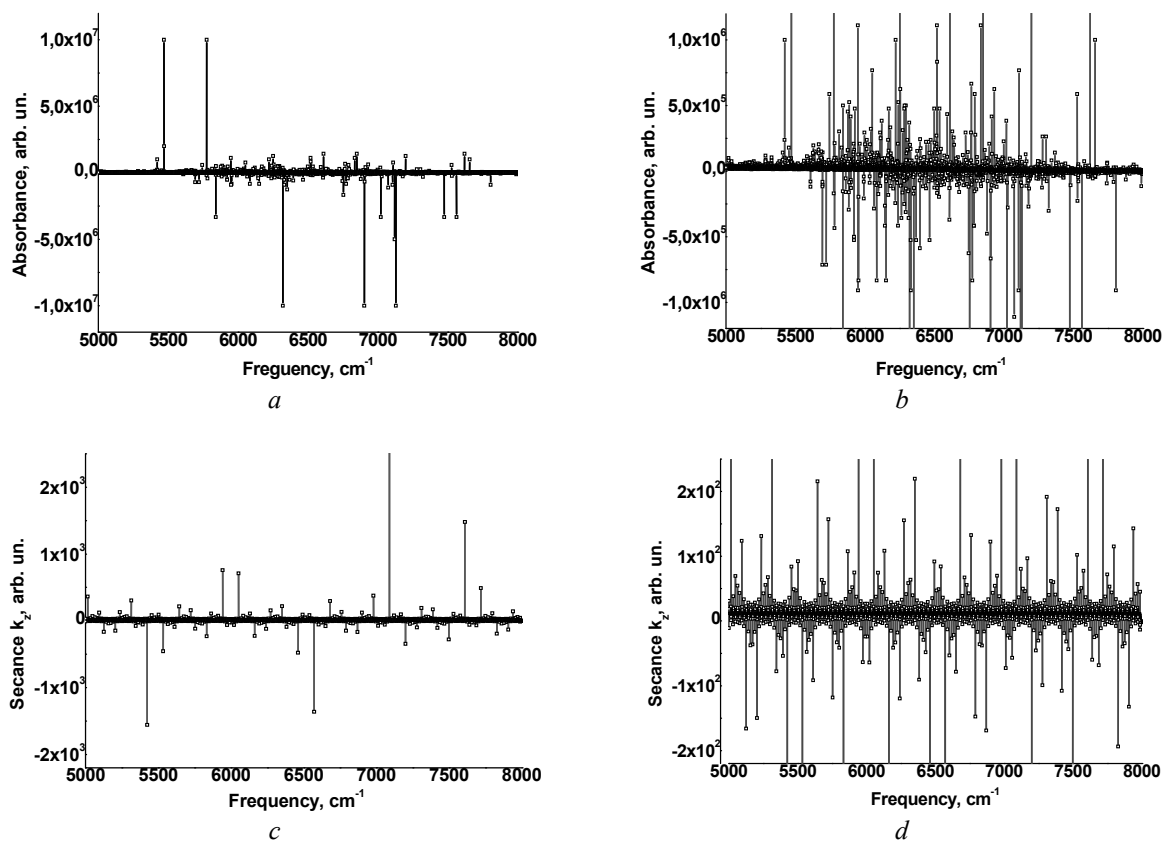 1,0x10⁷
5,0x10⁶
0,0
-5,0x10⁶
-1,0x10⁷
Absorbance, arb. un.
5000 5500 6000 6500 7000 7500 8000
Freguency, cm⁻¹
a
1,0x10⁶
5,0x10⁵
0,0
-5,0x10⁵
-1,0x10⁶
Absorbance, arb. un.
5000 5500 6000 6500 7000 7500 8000
Frequency, cm⁻¹
b
2x10³
1x10³
0
-1x10³
-2x10³
Secance k_z, arb. un.
5000 5500 6000 6500 7000 7500 8000
Frequency, cm⁻¹
c
2x10²
1x10²
0
-1x10²
-2x10²
Secance k_z, arb. un.
5000 5500 6000 6500 7000 7500 8000
Frequency, cm⁻¹
d